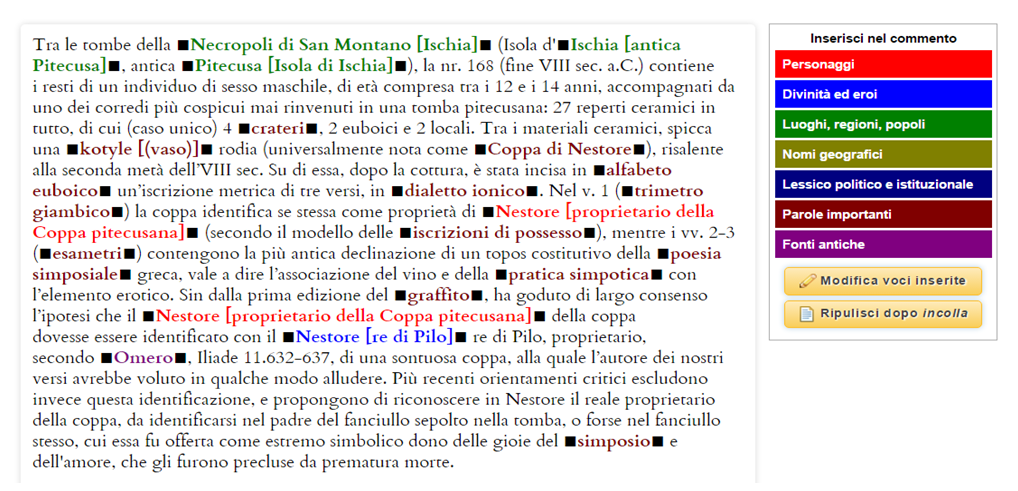 Tra le tombe della ■Necropoli di San Montano [Ischia]■ (Isola d'■Ischia [antica
Pitecusa]■, antica ■Pitecusa [Isola di Ischia]■), la nr. 168 (fine VIII sec. a.C.) contiene
i resti di un individuo di sesso maschile, di età compresa tra i 12 e i 14 anni, accompagnati da
uno dei corredi più cospicui mai rinvenuti in una tomba pitecusana: 27 reperti ceramici in
tutto, di cui (caso unico) 4 ■crateri■, 2 euboici e 2 locali. Tra i materiali ceramici, spicca
una ■kotyle [(vaso)]■ rodia (universalmente nota come ■Coppa di Nestore■), risalente
alla seconda metà dell'VIII sec. Su di essa, dopo la cottura, è stata incisa in ■alfabeto
euboico■ un'iscrizione metrica di tre versi, in ■dialetto ionico■. Nel v. 1 (■trimetro
giambico■) la coppa identifica se stessa come proprietà di ■Nestore [proprietario della
Coppa pitecusana]■ (secondo il modello delle ■iscrizioni di possesso■), mentre i vv. 2-3
(■esametri■) contengono la più antica declinazione di un topos costitutivo della ■poesia
simposiale■ greca, vale a dire l'associazione del vino e della ■pratica simpotica■ con
l'elemento erotico. Sin dalla prima edizione del ■graffito■, ha goduto di largo consenso
l'ipotesi che il ■Nestore [proprietario della Coppa pitecusana]■ della coppa
dovesse essere identificato con il ■Nestore [re di Pilo]■ re di Pilo, proprietario,
secondo ■Omero■, Iliade 11.632-637, di una sontuosa coppa, alla quale l'autore dei nostri
versi avrebbe voluto in qualche modo alludere. Più recenti orientamenti critici escludono
invece questa identificazione, e propongono di riconoscere in Nestore il reale proprietario
della coppa, da identificarsi nel padre del fanciullo sepolto nella tomba, o forse nel fanciullo
stesso, cui essa fu offerta come estremo simbolico dono delle gioie del ■simposio■ e
dell'amore, che gli furono precluse da prematura morte.
Inserisci nel commento
Personaggi
Divinità ed eroi
Luoghi, regioni, popoli
Nomi geografici
Lessico politico e istituzionale
Parole importanti
Fonti antiche
Modifica voci inserite
Ripulisci dopo incolla